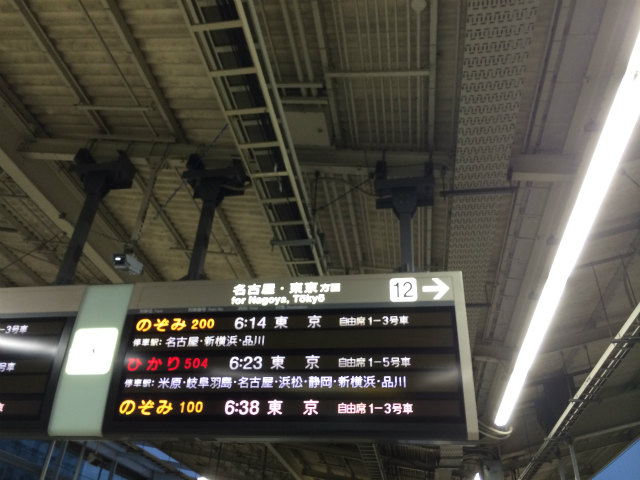 名古屋・東京方面
for Nagoya, Tōkyō
12
のぞみ 200 6:14 東京 自由席1-3号車
停車駅:名古屋・新横浜・品川
ひかり 504 6:23 東京 自由席1-5号車
停車駅:米原・岐阜羽島・名古屋・浜松・静岡・新横浜・品川
のぞみ 100 6:38 東京 自由席1-3号車
-3号車